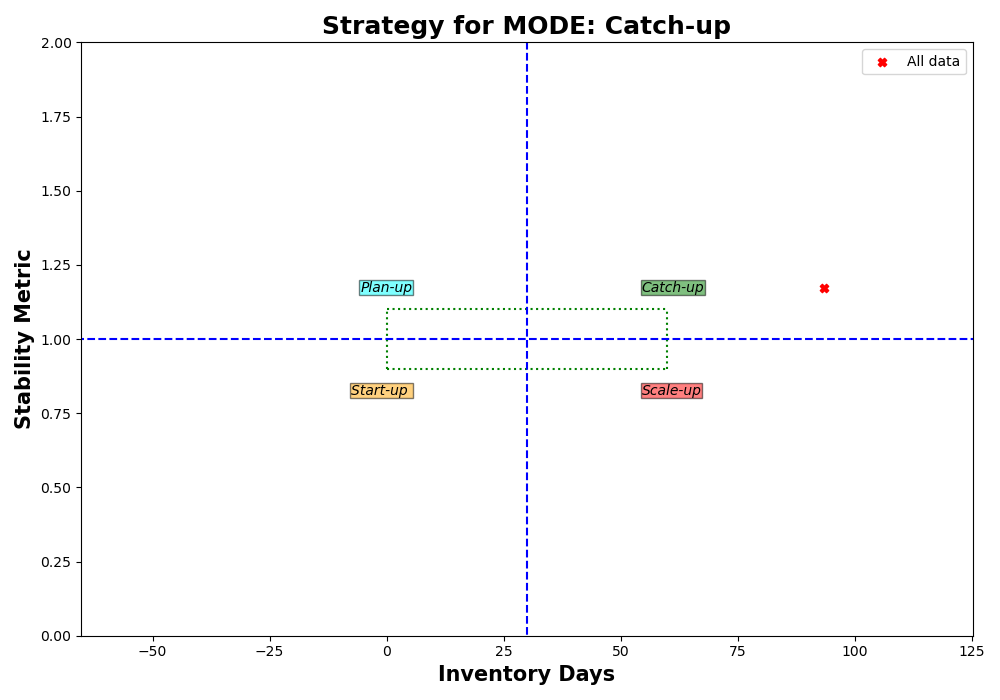 Strategy for MODE: Catch-up
All data
2.00
1.75
1.50
1.25
1.00
0.75
0.50
0.25
0.00
Stability Metric
Plan-up
Catch-up
Start-up
Scale-up
−50
−25
0
25
50
75
100
125
Inventory Days